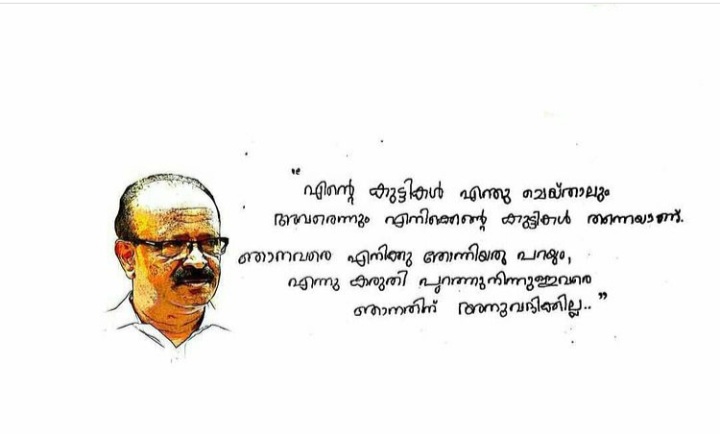 "എന്റെ കുട്ടികൾ എന്തു ചെയ്താലും
അവരെന്നും എനിക്കെന്റെ കുട്ടികൾ തന്നെയാണ്.
ഞാനവരെ എനിക്കു തോന്നിയതു പറയും,
എന്നു കരുതി പുറത്തുനിന്നുള്ളവരെ
ഞാനതിന് അനുവദിക്കില്ല.."